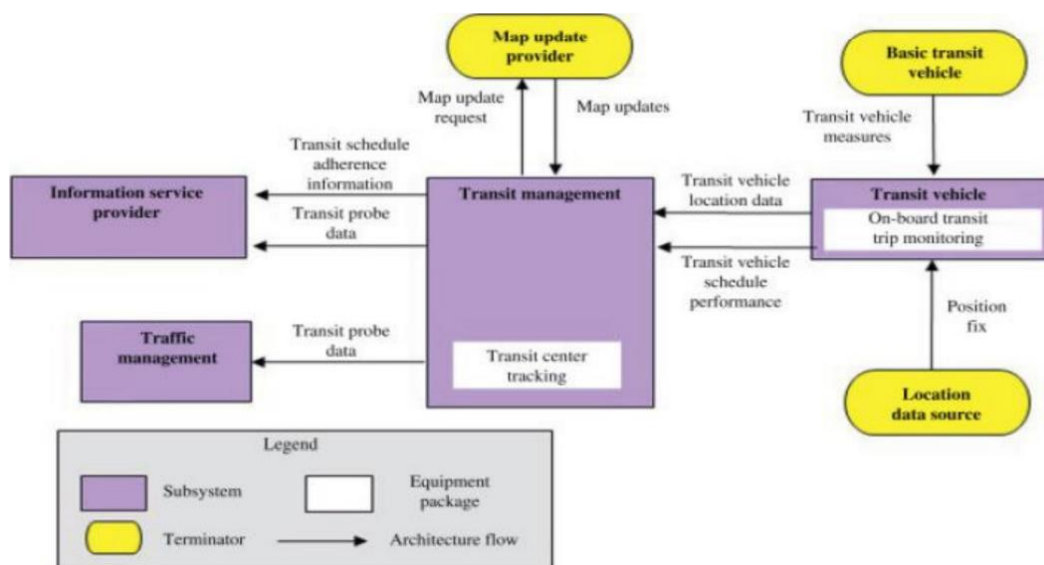 Map update
provider
Basic transit
vehicle
Map update
request
Map updates
Transit vehicle
measures
Transit schedule
adherence
information
Information service
provider
Transit probe
data
Transit management
Transit vehicle
location data
Transit vehicle
On-board transit
trip monitoring
Transit vehicle
schedule
performance
Position
fix
Traffic
management
Transit probe
data
Transit center
tracking
Location
data source
Legend
Subsystem
Equipment
package
Terminator
Architecture flow